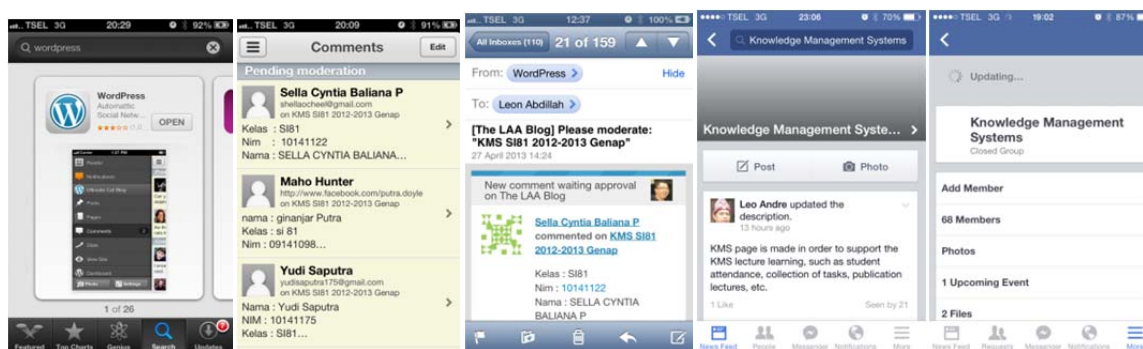 TSEL 3G 20:29 92%
wordpress
WordPress
Automattic
Social Netw...
OPEN
1 of 26
Featured Top Charts Genius Search Updates
TSEL 3G 20:09 91%
Comments Edit
Pending moderation
Sella Cyntia Baliana P
shellaocheel@gmail.com
on KMS SI81 2012-2013 Genap
Kelas : SI81
Nim : 10141122
Nama : SELLA CYNTIA BALIANA...
Maho Hunter
http://www.facebook.com/putra.doyle
on KMS SI81 2012-2013 Genap
nama : ginanjar Putra
Kelas : si 81
Nim : 09141098...
Yudi Saputra
yudisaputra175@gmail.com
on KMS SI81 2012-2013 Genap
Nama : Yudi Saputra
NIM : 10141175
Kelas : SI81...
TSEL 3G 12:37 100%
All Inboxes (110) 21 of 159
From: WordPress Hide
To: Leon Abdillah
[The LAA Blog] Please moderate:
"KMS SI81 2012-2013 Genap"
27 April 2013 14:24
New comment waiting approval
on The LAA Blog
Sella Cyntia Baliana P
commented on KMS SI81
2012-2013 Genap
Kelas : SI81
Nim : 10141122
Nama : SELLA CYNTIA
BALIANA P
TSEL 3G 23:06 70%
Knowledge Management Systems
Knowledge Management Syste...
Post Photo
Leo Andre updated the
description.
13 hours ago
KMS page is made in order to support the
KMS lecture learning, such as student
attendance, collection of tasks, publication
lectures, etc.
1 Like Seen by 21
News Feed People Messenger Notifications More
TSEL 3G 19:02 87%
Updating...
Knowledge Management
Systems
Closed Group
Add Member
68 Members
Photos
1 Upcoming Event
2 Files
News Feed Requests Messenger Notifications More